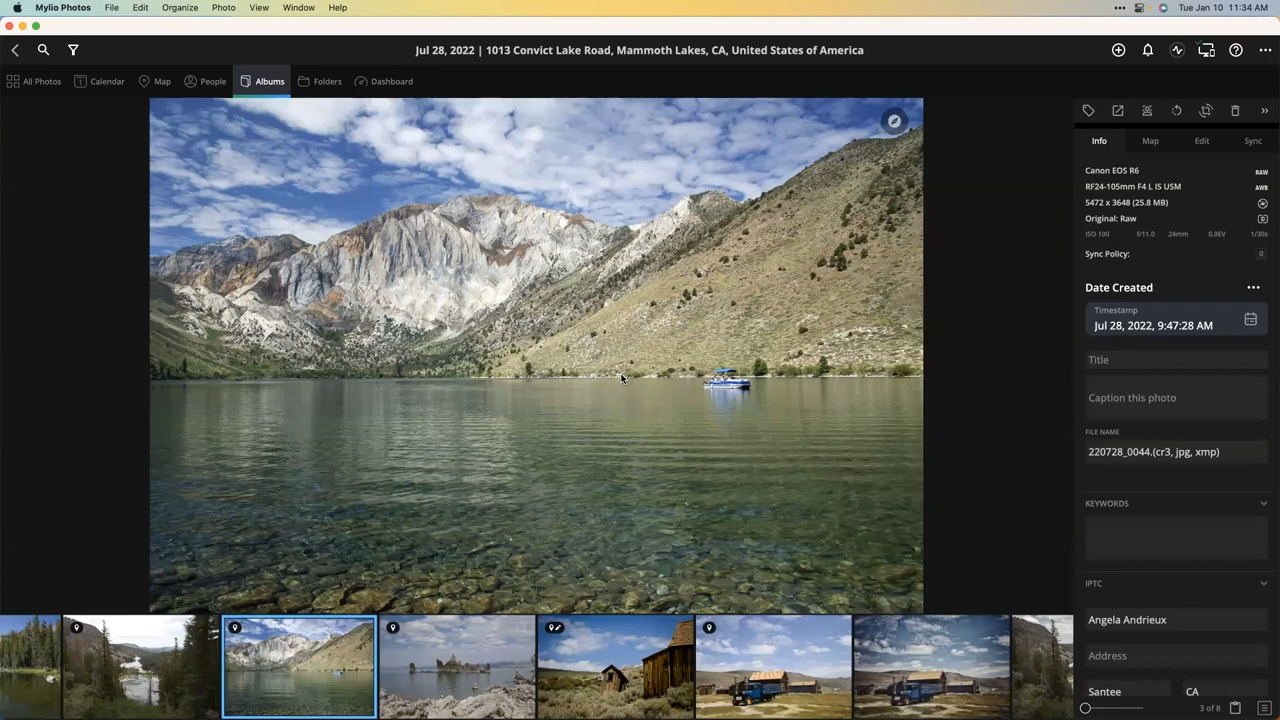 Mylio Photos File Edit Organize Photo View Window Help Tue Jan 10 11:34 AM
Jul 28, 2022 | 1013 Convict Lake Road, Mammoth Lakes, CA, United States of America
All Photos Calendar Map People Albums Folders Dashboard
Info Map Edit Sync
Canon EOS R6 RAW
RF24-105mm F4 L IS USM AWB
5472 x 3648 (25.8 MB)
Original: Raw
ISO 100 f/11.0 24mm 0.0EV 1/30s
Sync Policy: 0
Date Created
Timestamp
Jul 28, 2022, 9:47:28 AM
Title
Caption this photo
FILE NAME
220728_0044.(cr3, jpg, xmp)
KEYWORDS
IPTC
Angela Andrieux
Address
Santee CA
3 of 8